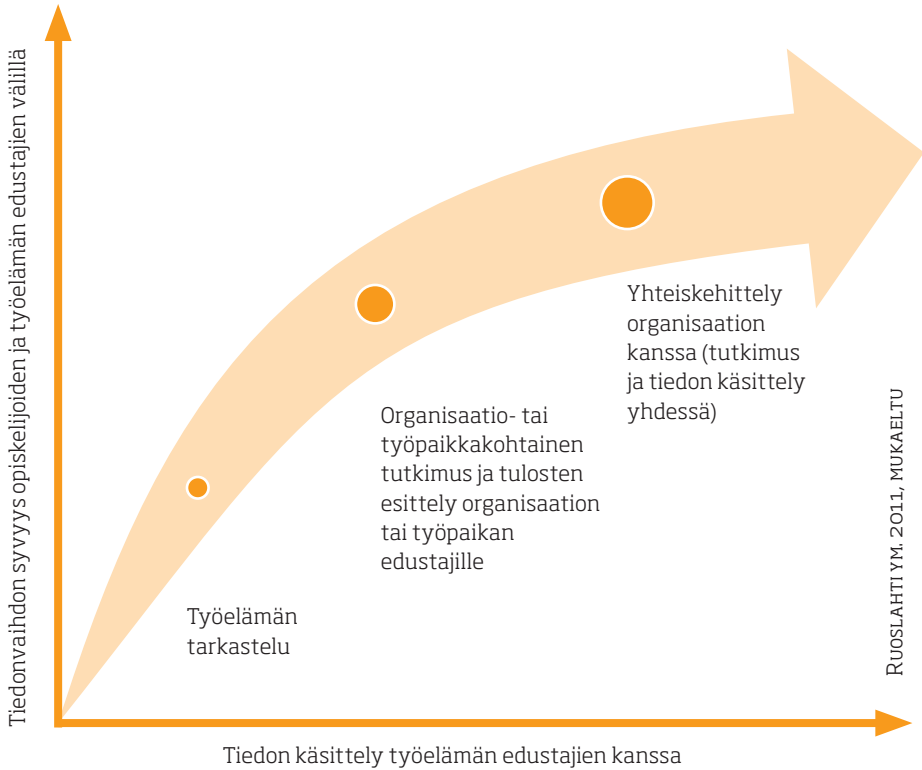 Tiedonvaihdon syvyys opiskelijoiden ja työelämän edustajien välillä
Yhteiskehittely
organisaation
kanssa (tutkimus
ja tiedon käsittely
yhdessä)
Organisaatio- tai
työpaikkakohtainen
tutkimus ja tulosten
esittely organisaation
tai työpaikan
edustajille
Työelämän
tarkastelu
RUOSLAHTI YM. 2011, MUKAELTU
Tiedon käsittely työelämän edustajien kanssa